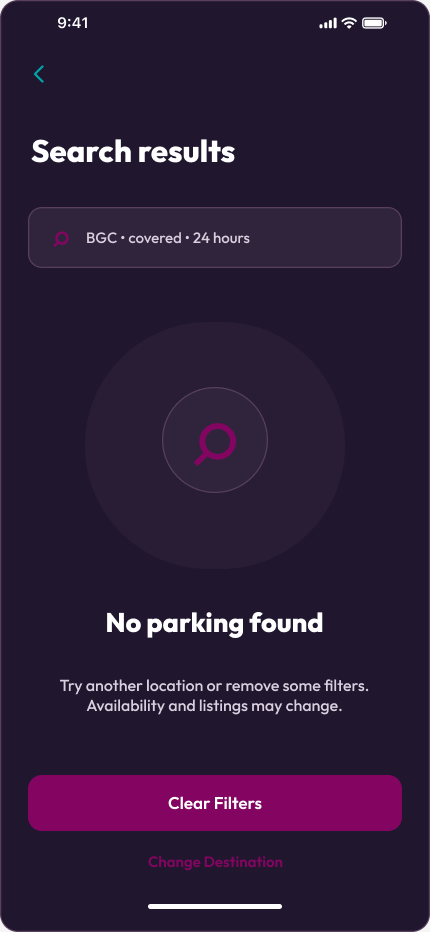 9:41
Search results
BGC • covered • 24 hours
No parking found
Try another location or remove some filters.
Availability and listings may change.
Clear Filters
Change Destination